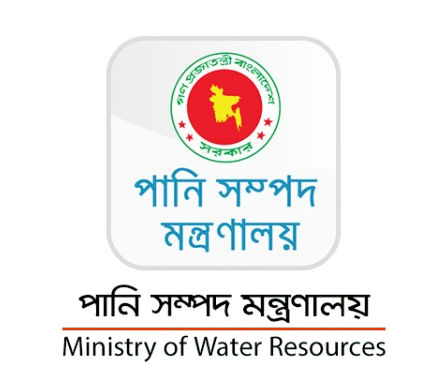 গণপ্রজাতন্ত্রী বাংলাদেশ
সরকার
পানি সম্পদ
মন্ত্রণালয়
পানি সম্পদ মন্ত্রণালয়
Ministry of Water Resources